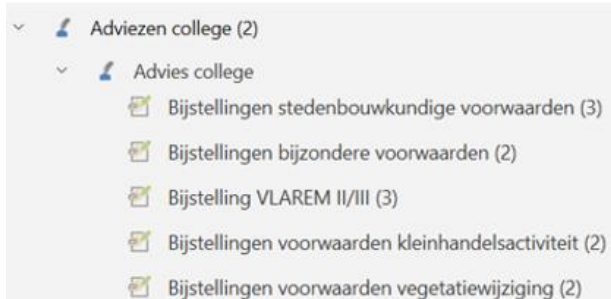 Adviezen college (2)
Advies college
Bijstellingen stedenbouwkundige voorwaarden (3)
Bijstellingen bijzondere voorwaarden (2)
Bijstelling VLAREM II/III (3)
Bijstellingen voorwaarden kleinhandelsactiviteit (2)
Bijstellingen voorwaarden vegetatiewijziging (2)